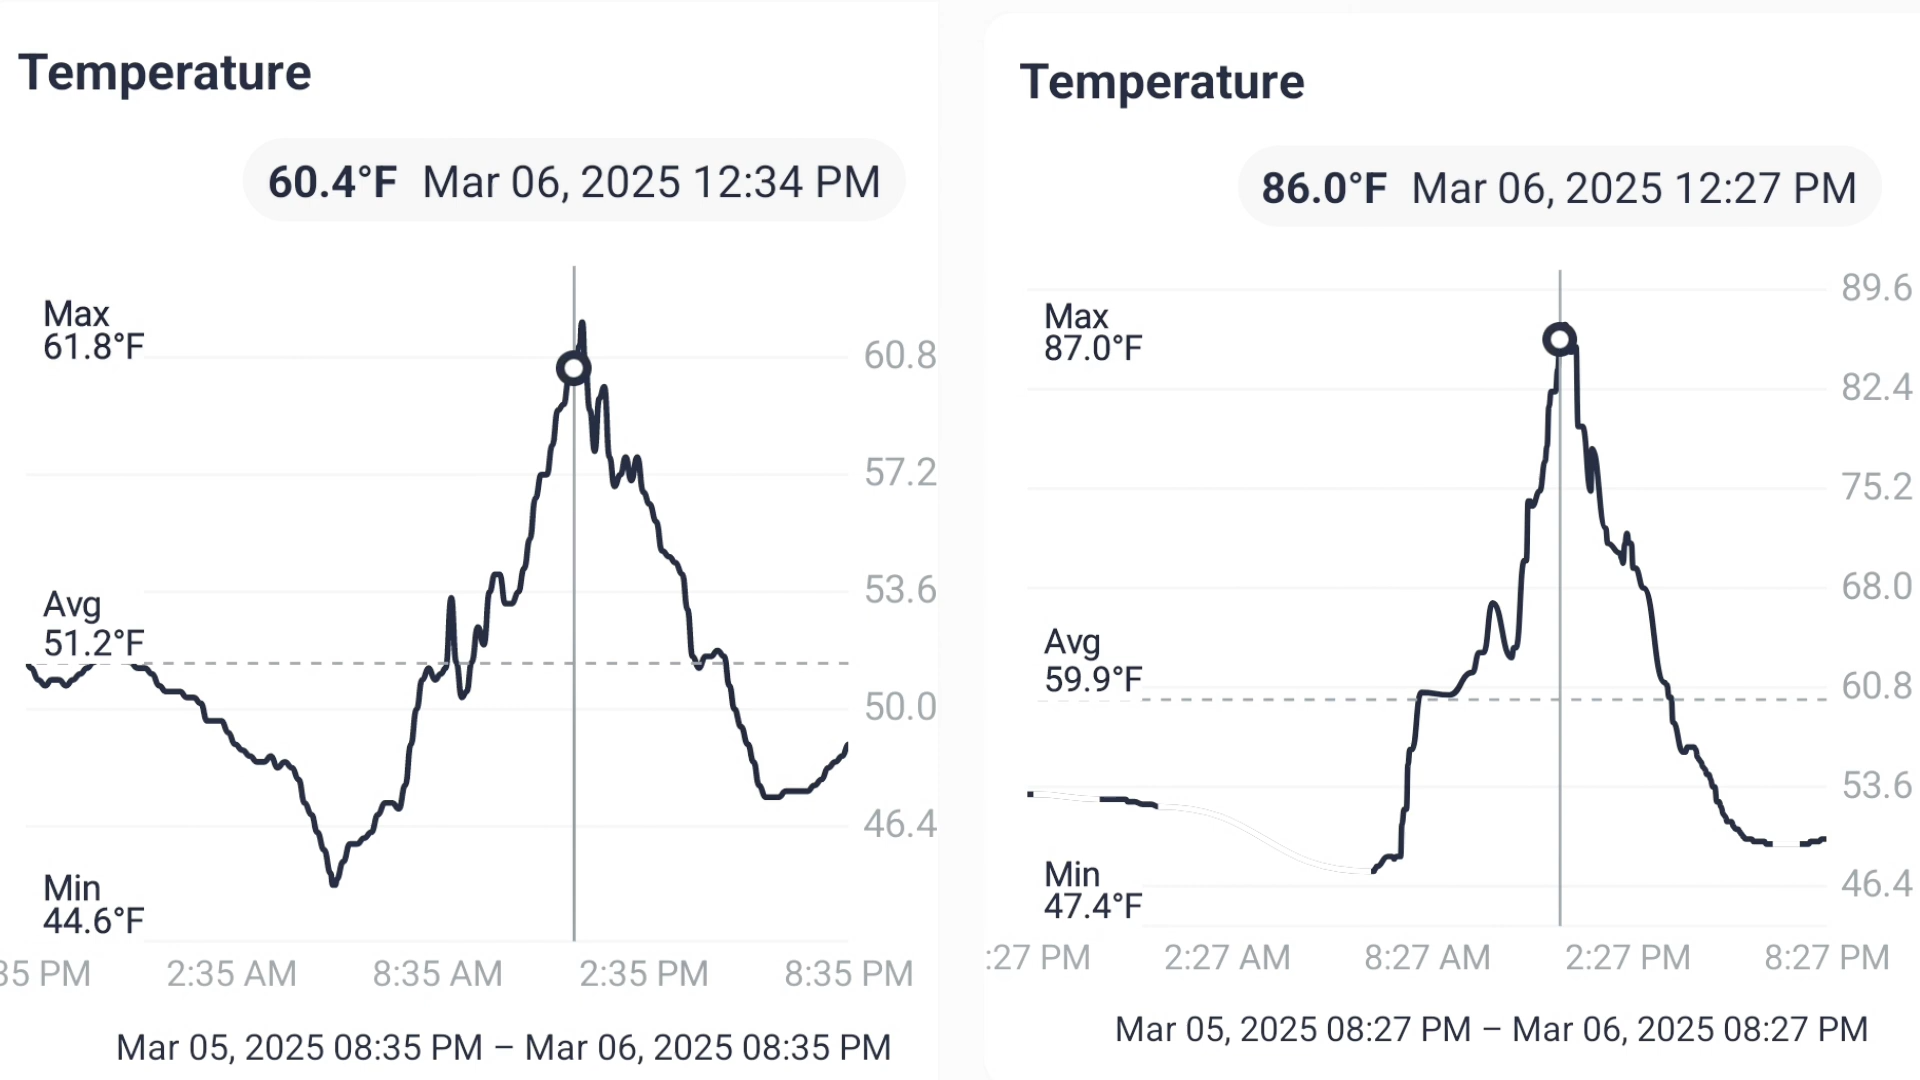 Temperature
60.4°F Mar 06, 2025 12:34 PM
Max
61.8°F
60.8
57.2
53.6
Avg
51.2°F
50.0
46.4
Min
44.6°F
35 PM 2:35 AM 8:35 AM 2:35 PM 8:35 PM
Mar 05, 2025 08:35 PM – Mar 06, 2025 08:35 PM
Temperature
86.0°F Mar 06, 2025 12:27 PM
89.6
Max
87.0°F
82.4
75.2
68.0
Avg
59.9°F
60.8
53.6
Min
47.4°F
46.4
:27 PM 2:27 AM 8:27 AM 2:27 PM 8:27 PM
Mar 05, 2025 08:27 PM – Mar 06, 2025 08:27 PM